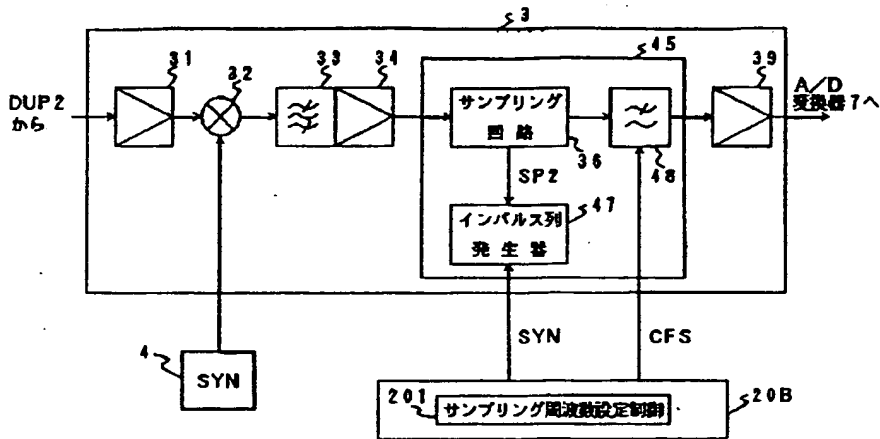 3
31
32
33
34
45
39
DUP2
から
A/D
変換器7へ
サンプリング
回路
36
48
SP2
47
インパルス列
発生器
SYN
CFS
4
SYN
201
サンプリング周波数設定制御
20B